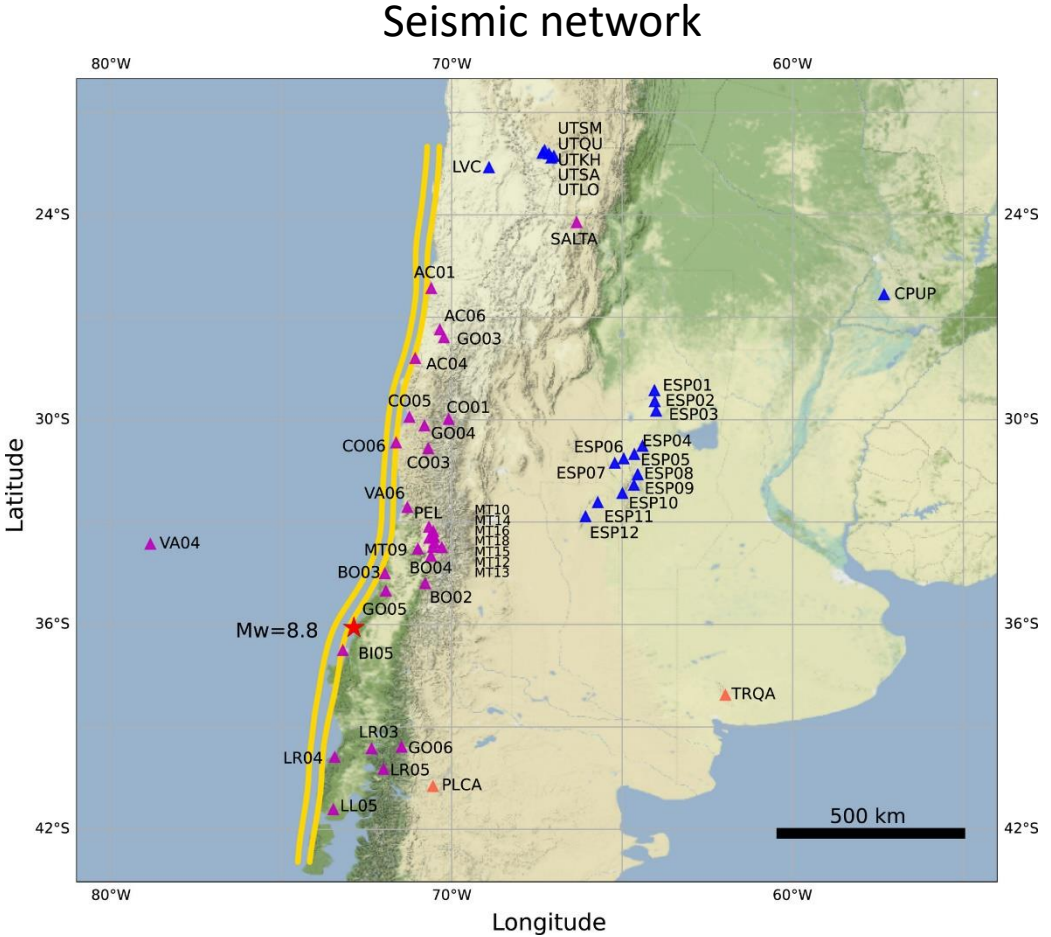 Seismic network
80°W
70°W
60°W
UTSM
UTQU
UTKH
UTSA
UTLO
LVC
24°S
24°S
SALTA
AC01
CPUP
AC06
GO03
AC04
ESP01
ESP02
ESP03
CO05
CO01
30°S
30°S
GO04
ESP04
CO06
ESP06
CO03
ESP05
ESP07
ESP08
ESP09
VA06
ESP10
PEL
MT10
MT14
ESP11
MT16
ESP12
MT18
VA04
MT09
MT15
MT12
BO04
BO03
MT13
BO02
GO05
Mw=8.8
36°S
36°S
BI05
TRQA
LR03
GO06
LR04
LR05
PLCA
LL05
500 km
42°S
42°S
80°W
70°W
60°W
Latitude
Longitude